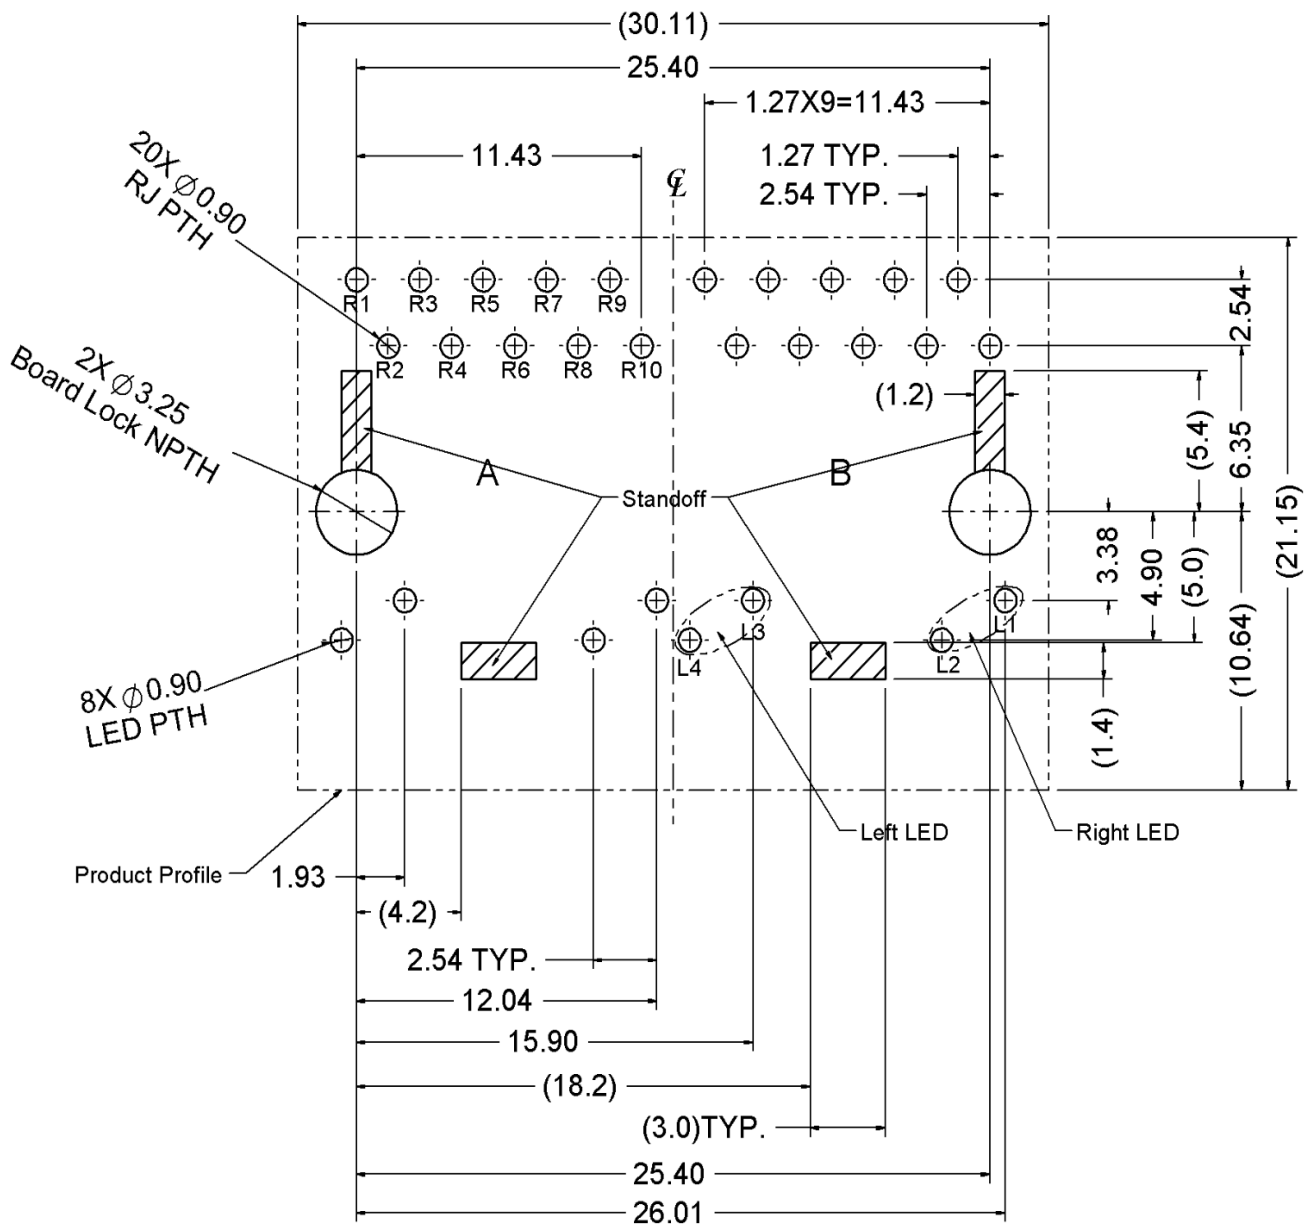 (30.11)
25.40
1.27X9=11.43
11.43
1.27 TYP.
2.54 TYP.
℄
20X ∅0.90
RJ PTH
R1 R3 R5 R7 R9
R2 R4 R6 R8 R10
2.54
2X ∅3.25
Board Lock NPTH
(1.2)
(5.4)
6.35
(21.15)
A
B
Standoff
3.38
4.90
(5.0)
(10.64)
L3
L1
L4
L2
8X ∅0.90
LED PTH
(1.4)
Left LED
Right LED
Product Profile
1.93
(4.2)
2.54 TYP.
12.04
15.90
(18.2)
(3.0)TYP.
25.40
26.01